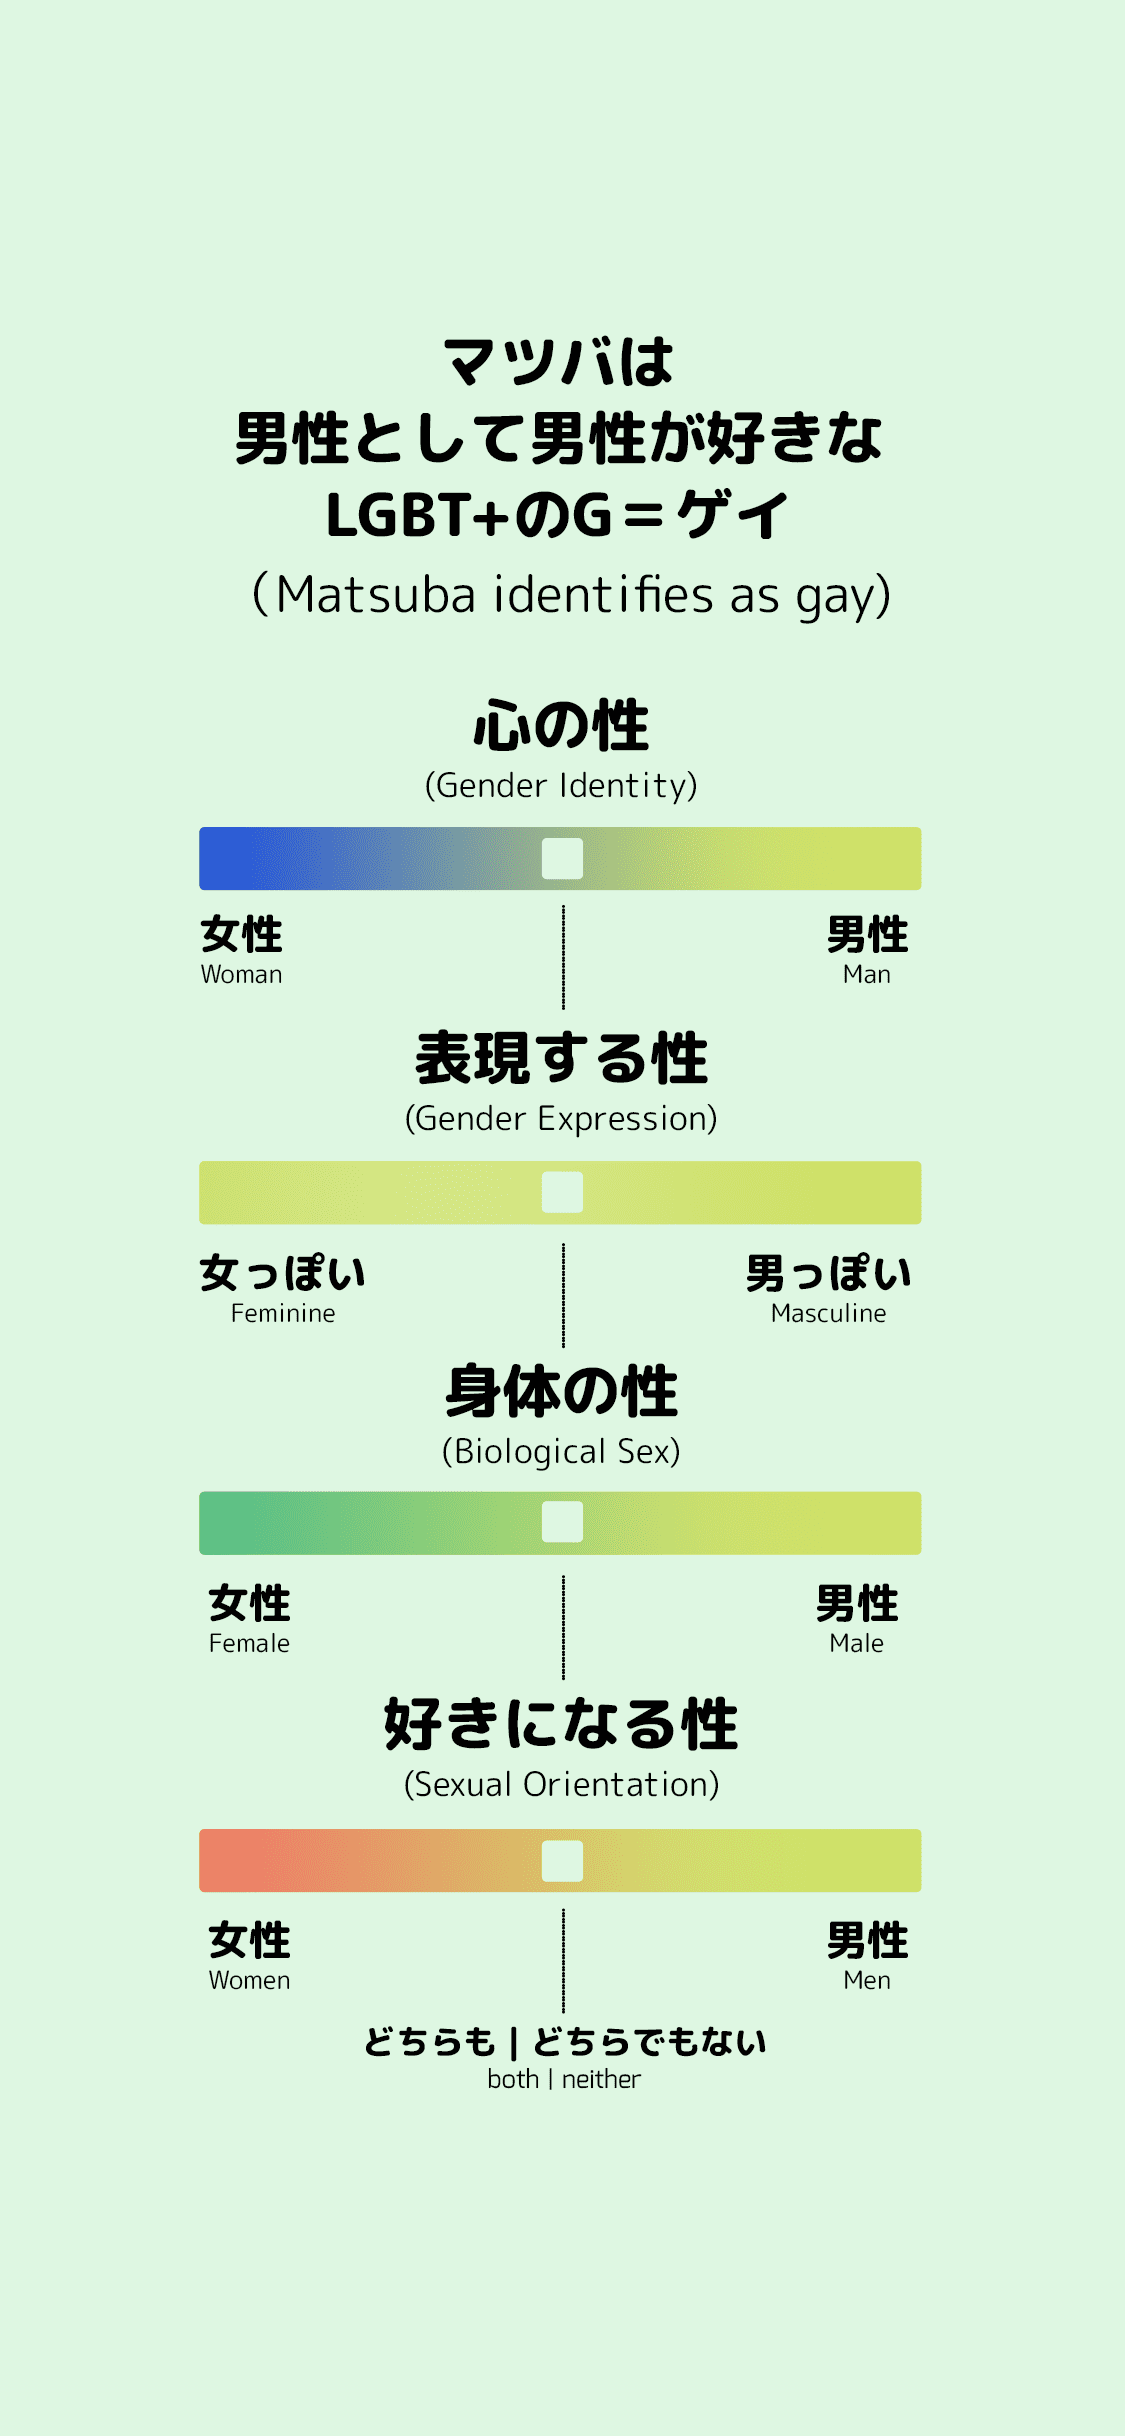 マツバは
男性として男性が好きな
LGBT+のG＝ゲイ
（Matsuba identifies as gay)
心の性
(Gender Identity)
女性 男性
Woman Man
表現する性
(Gender Expression)
女っぽい 男っぽい
Feminine Masculine
身体の性
(Biological Sex)
女性 男性
Female Male
好きになる性
(Sexual Orientation)
女性 男性
Women Men
どちらも | どちらでもない
both | neither